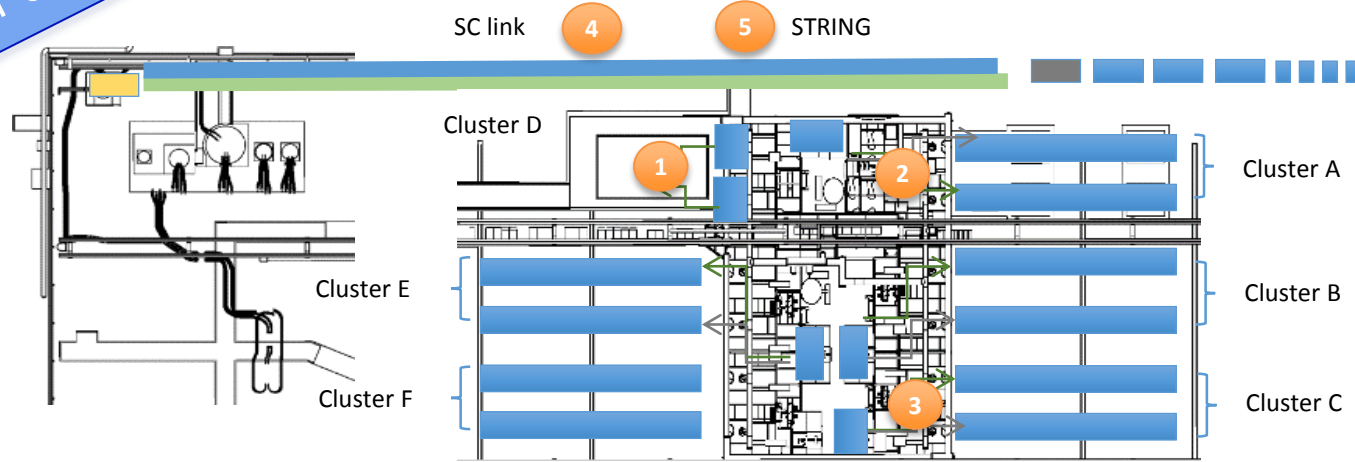 SC link 4 5 STRING
Cluster D
1
2
Cluster A
Cluster E
Cluster B
Cluster F
3
Cluster C